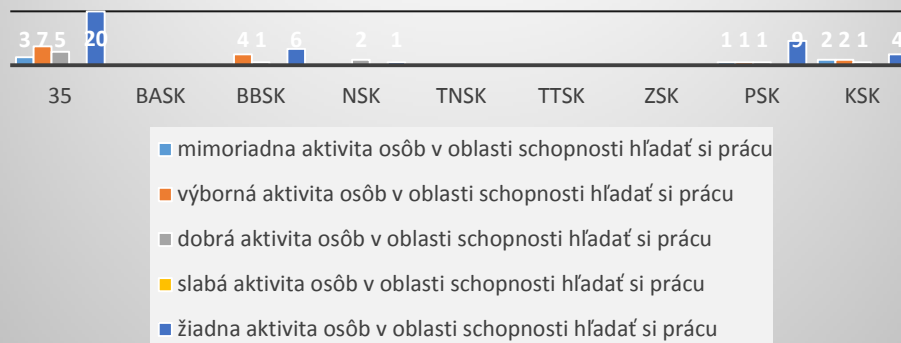 3 7 5 20 4 1 6 2 1 1 1 1 9 2 2 1 4
35 BASK BBSK NSK TNSK TTSK ZSK PSK KSK
mimoriadna aktivita osôb v oblasti schopnosti hľadať si prácu
výborná aktivita osôb v oblasti schopnosti hľadať si prácu
dobrá aktivita osôb v oblasti schopnosti hľadať si prácu
slabá aktivita osôb v oblasti schopnosti hľadať si prácu
žiadna aktivita osôb v oblasti schopnosti hľadať si prácu